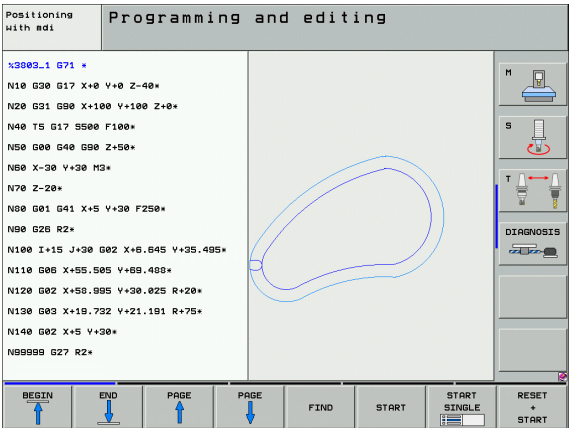 Positioning
with mdi
Programming and editing
%3803_1 G71 *
N10 G30 G17 X+0 Y+0 Z-40*
N20 G31 G90 X+100 Y+100 Z+0*
N40 T5 G17 S500 F100*
N50 G00 G40 G90 Z+50*
N60 X-30 Y+30 M3*
N70 Z-20*
N80 G01 G41 X+5 Y+30 F250*
N90 G26 R2*
N100 I+15 J+30 G02 X+6.645 Y+35.495*
N110 G06 X+55.505 Y+69.488*
N120 G02 X+58.995 Y+30.025 R+20*
N130 G03 X+19.732 Y+21.191 R+75*
N140 G02 X+5 Y+30*
N99999 G27 R2*
M
S
T
DIAGNOSIS
BEGIN
END
PAGE
PAGE
FIND
START
START
SINGLE
RESET
+
START